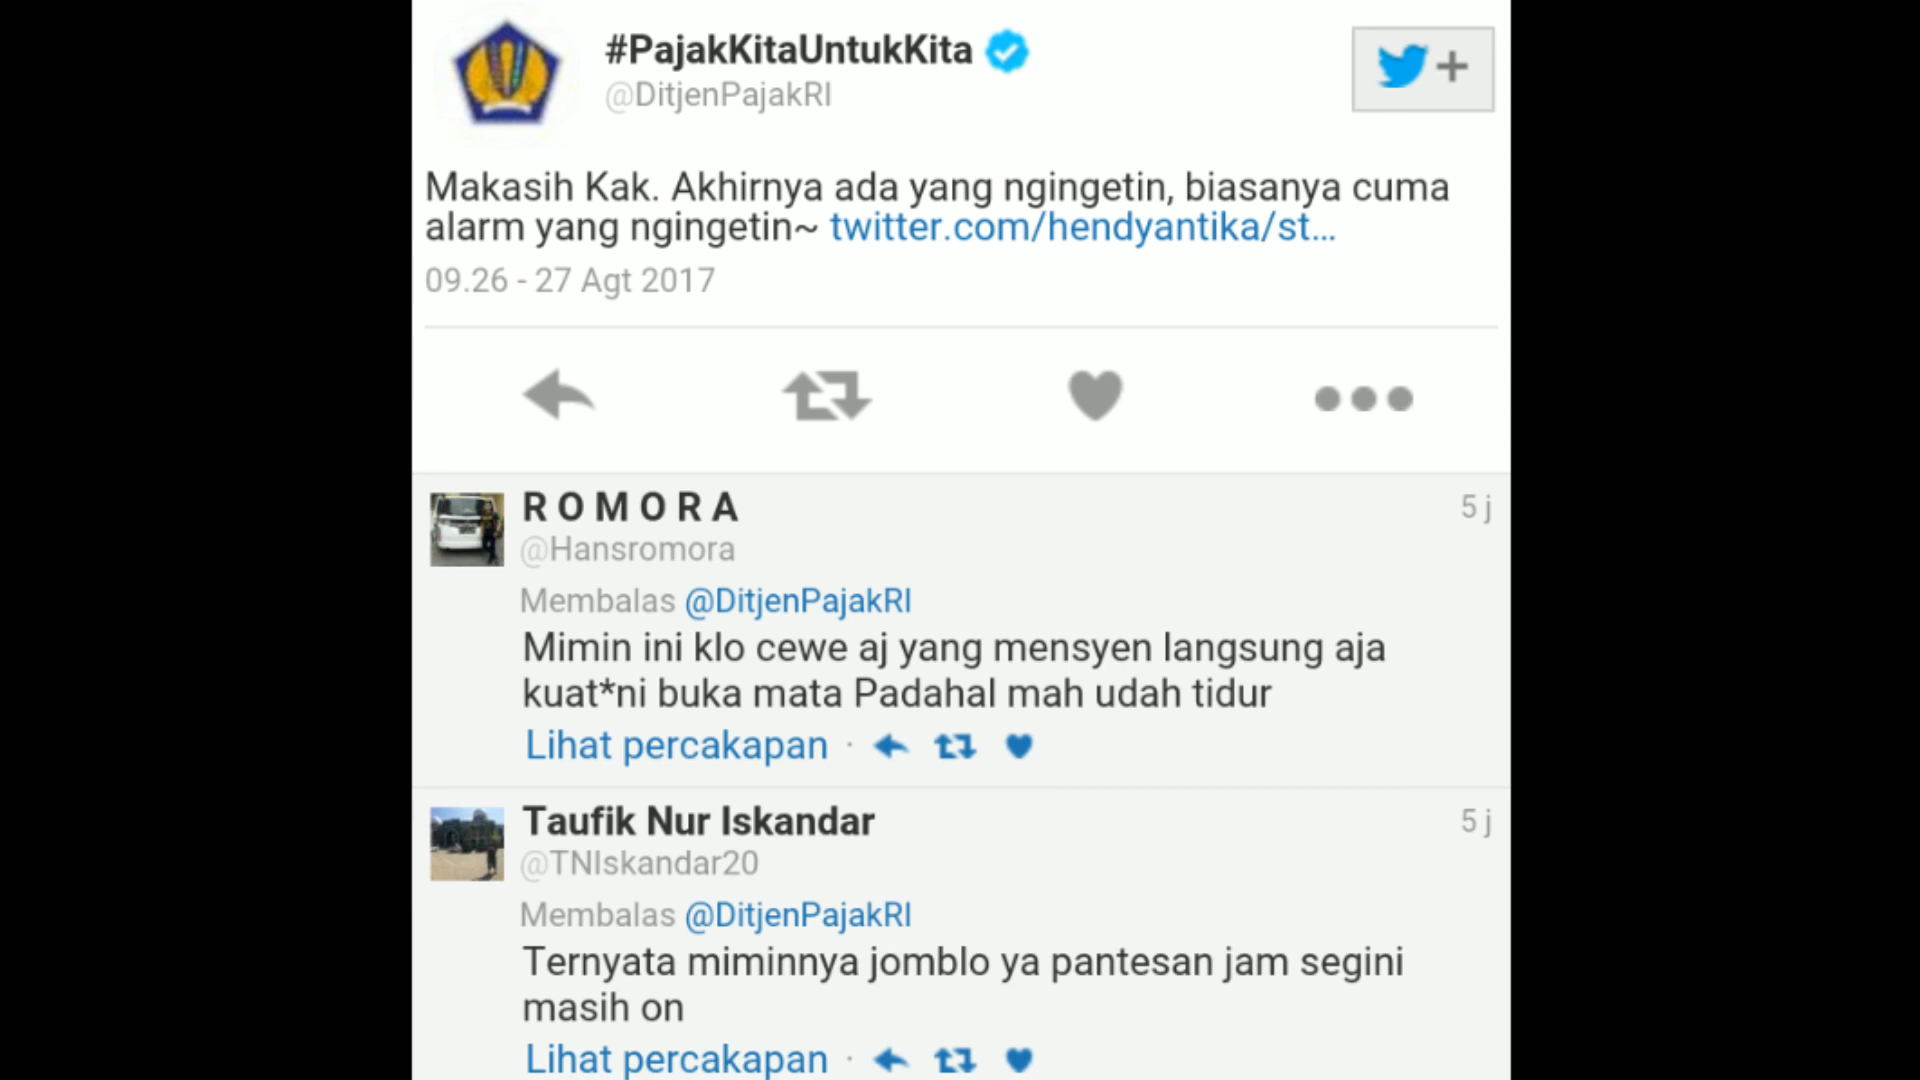 #PajakKitaUntukKita
@DitjenPajakRI
Makasih Kak. Akhirnya ada yang ngingetin, biasanya cuma
alarm yang ngingetin~ twitter.com/hendyantika/st...
09.26 - 27 Agt 2017
R O M O R A
5 j
@Hansromora
Membalas @DitjenPajakRI
Mimin ini klo cewe aj yang mensyen langsung aja
kuat*ni buka mata Padahal mah udah tidur
Lihat percakapan ·
Taufik Nur Iskandar
5 j
@TNIskandar20
Membalas @DitjenPajakRI
Ternyata miminnya jomblo ya pantesan jam segini
masih on
Lihat percakapan ·